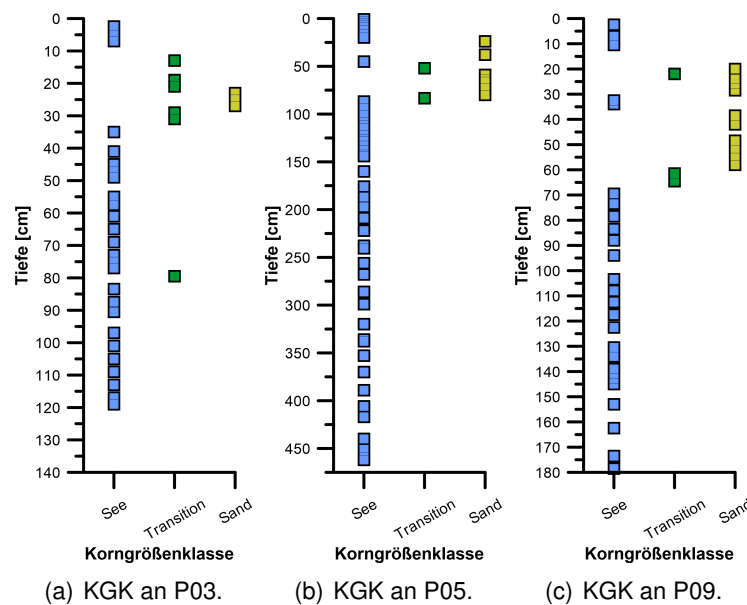 Tiefe [cm]
0
10
20
30
40
50
60
70
80
90
100
110
120
130
140
See
Transition
Sand
Korngrößenklasse
(a) KGK an P03.
Tiefe [cm]
0
50
100
150
200
250
300
350
400
450
See
Transition
Sand
Korngrößenklasse
(b) KGK an P05.
Tiefe [cm]
0
10
20
30
40
50
60
70
80
90
100
110
120
130
140
150
160
170
180
See
Transition
Sand
Korngrößenklasse
(c) KGK an P09.